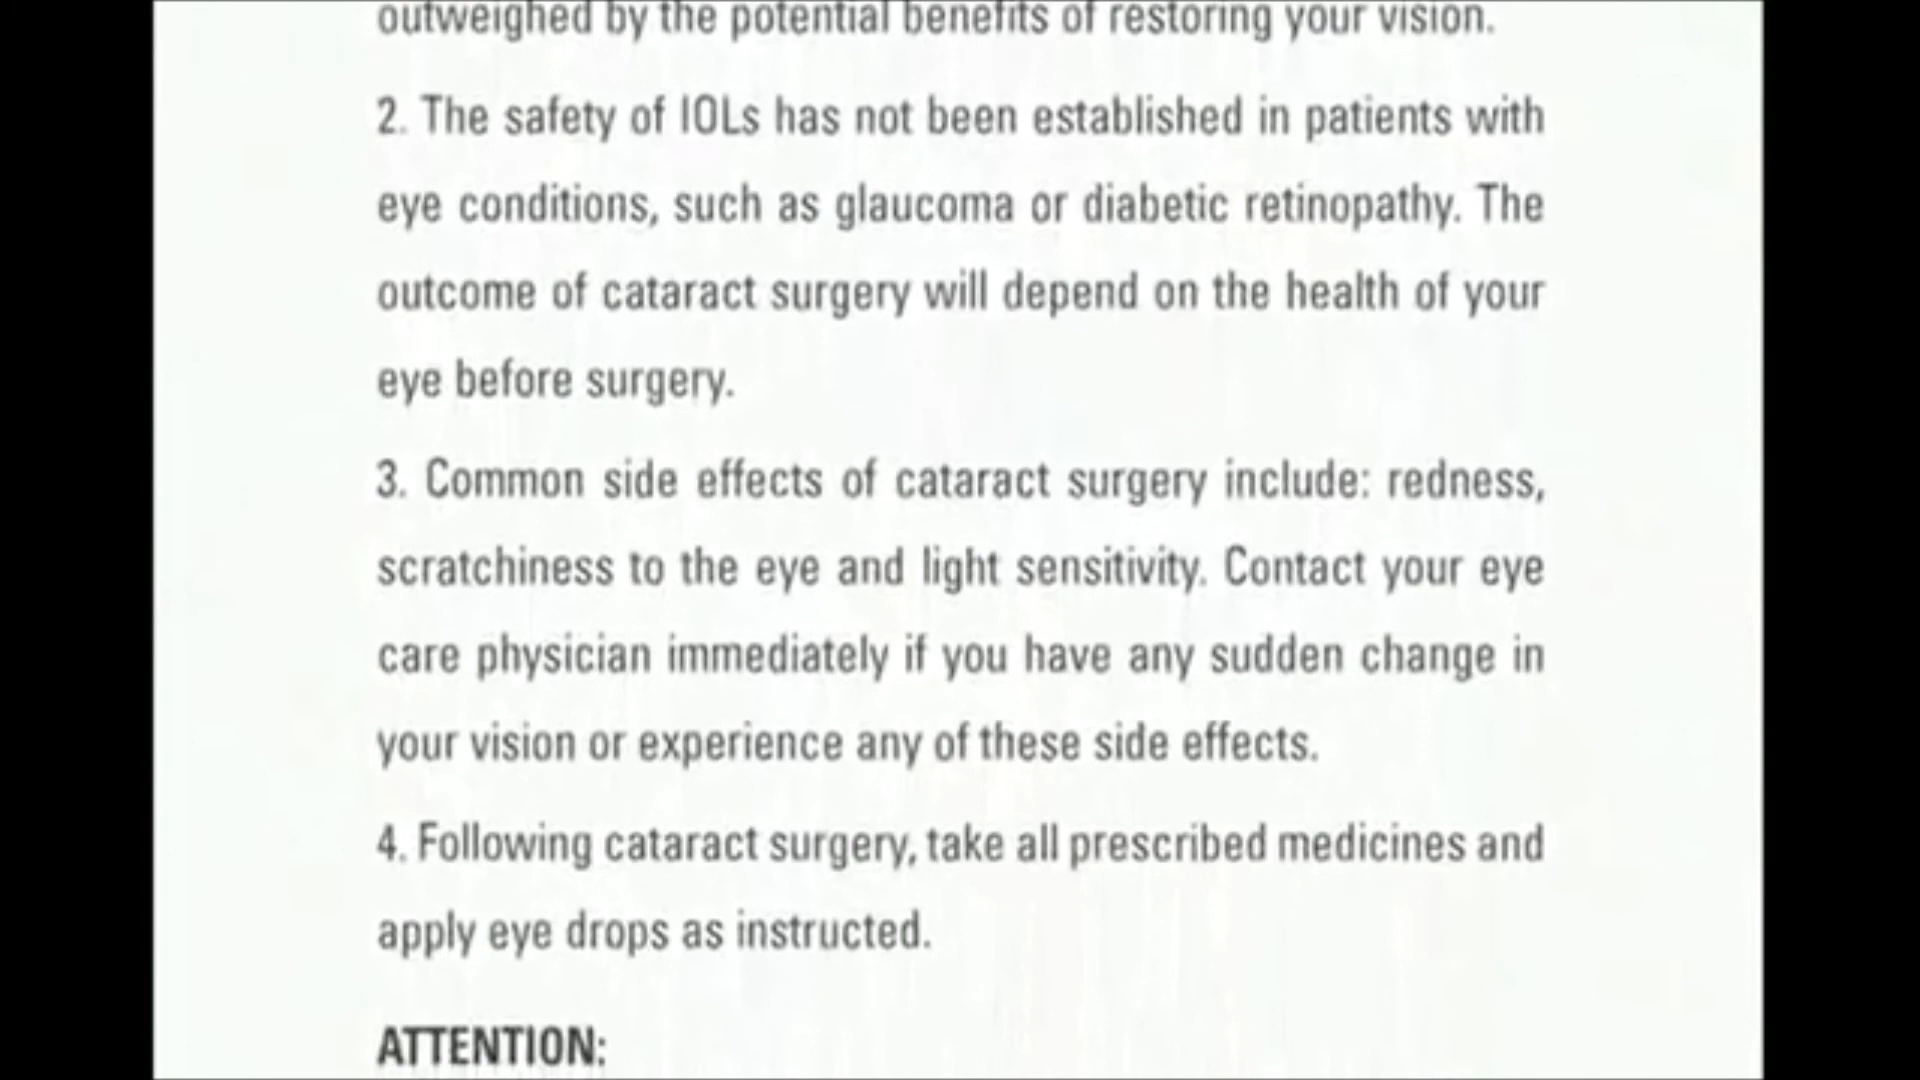 outweighed by the potential benefits of restoring your vision.
2. The safety of IOLs has not been established in patients with
eye conditions, such as glaucoma or diabetic retinopathy. The
outcome of cataract surgery will depend on the health of your
eye before surgery.
3. Common side effects of cataract surgery include: redness,
scratchiness to the eye and light sensitivity. Contact your eye
care physician immediately if you have any sudden change in
your vision or experience any of these side effects.
4. Following cataract surgery, take all prescribed medicines and
apply eye drops as instructed.
ATTENTION: